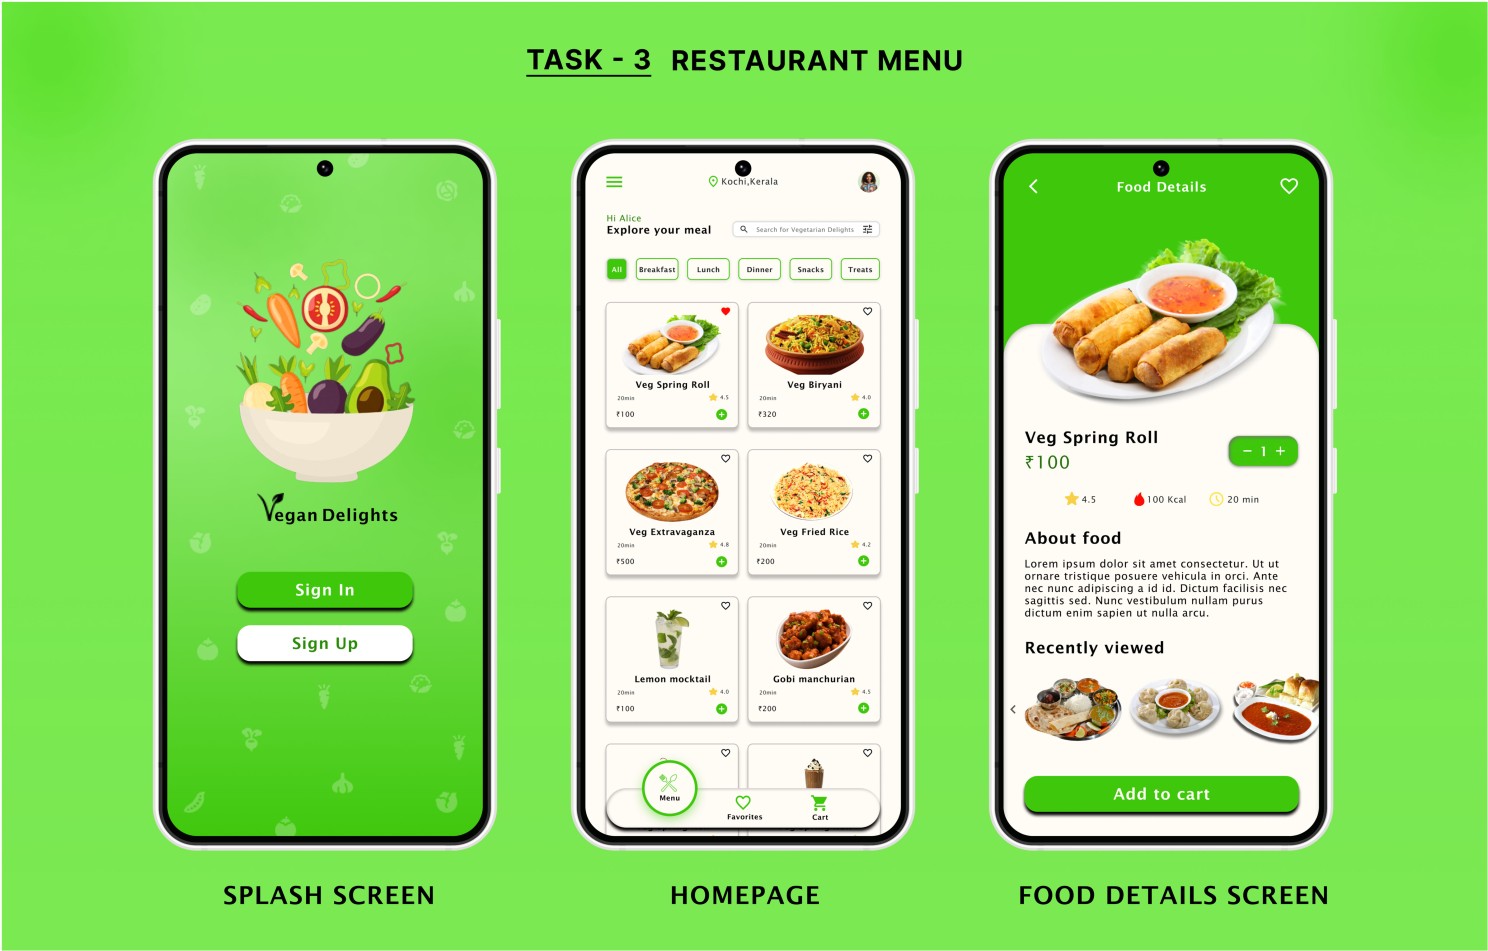 TASK - 3 RESTAURANT MENU
Vegan Delights
Sign In
Sign Up
SPLASH SCREEN
Kochi,Kerala
Hi Alice
Explore your meal
Search for Vegetarian Delights
All Breakfast Lunch Dinner Snacks Treats
Veg Spring Roll
20min 4.5
₹100
Veg Biryani
20min 4.0
₹320
Veg Extravaganza
20min 4.8
₹500
Veg Fried Rice
20min 4.2
₹200
Lemon mocktail
20min 4.0
₹100
Gobi manchurian
20min 4.5
₹200
Menu
Favorites
Cart
HOMEPAGE
Food Details
Veg Spring Roll
₹100
− 1 +
4.5 100 Kcal 20 min
About food
Lorem ipsum dolor sit amet consectetur. Ut ut
ornare tristique posuere vehicula in orci. Ante
nec nunc adipiscing a id id. Dictum facilisis nec
sagittis sed. Nunc vestibulum nullam purus
dictum enim sapien ut nulla arcu.
Recently viewed
Add to cart
FOOD DETAILS SCREEN